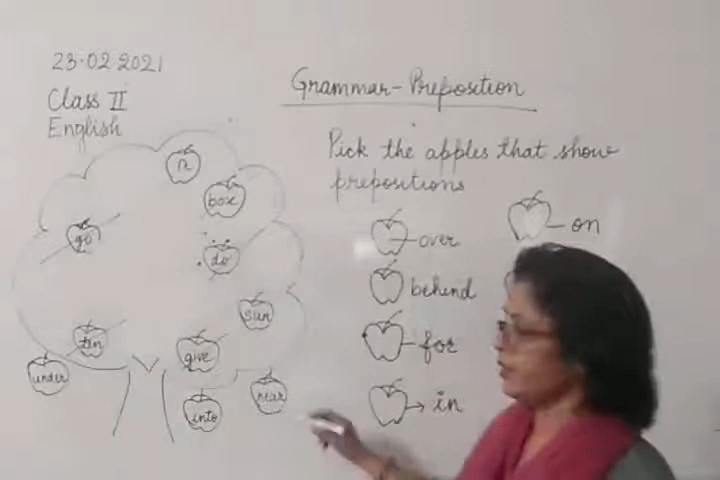 23.02.2021
Class II
English
Grammar-Preposition
Pick the apples that show
prepositions
box
go
do
sun
give
under
into
near
over
on
behind
for
in